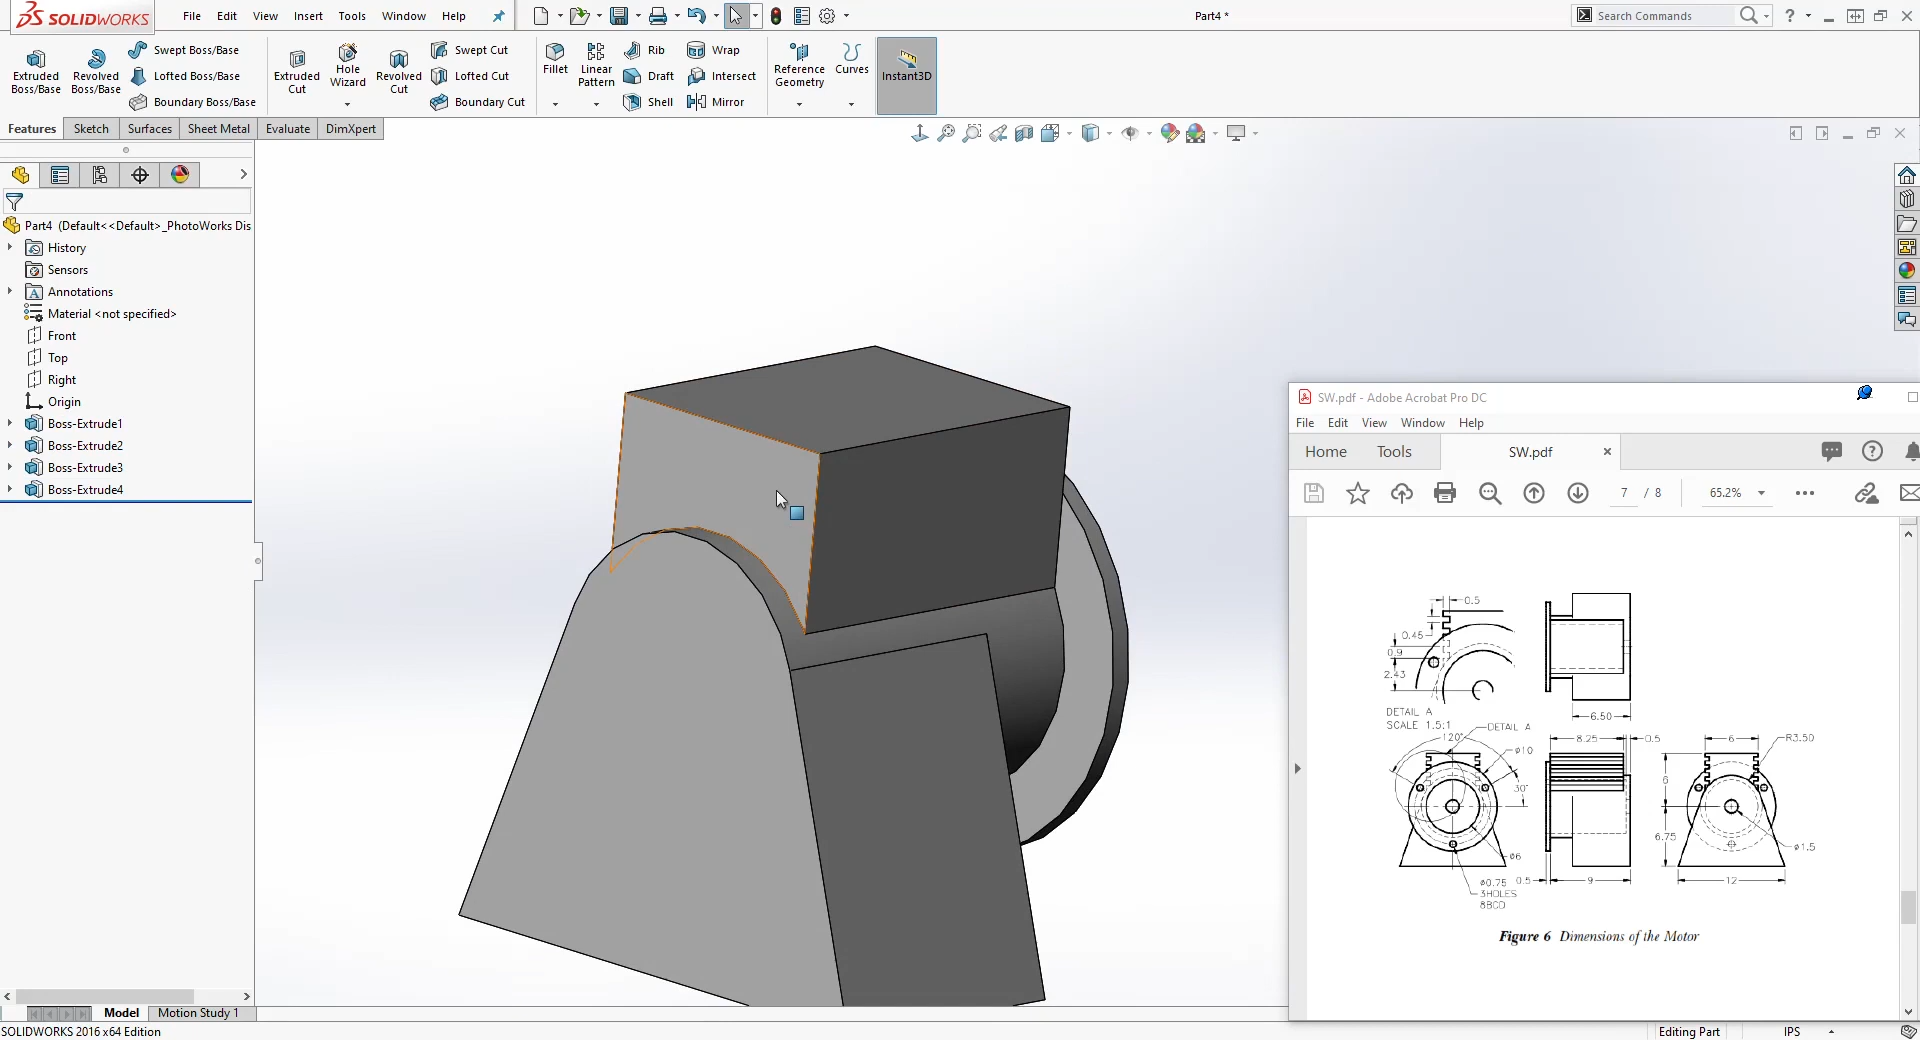 SOLIDWORKS
File Edit View Insert Tools Window Help
Part4 *
Search Commands
Extruded Boss/Base
Revolved Boss/Base
Swept Boss/Base
Lofted Boss/Base
Boundary Boss/Base
Extruded Cut
Hole Wizard
Revolved Cut
Swept Cut
Lofted Cut
Boundary Cut
Fillet
Linear Pattern
Rib
Draft
Shell
Wrap
Intersect
Mirror
Reference Geometry
Curves
Instant3D
Features Sketch Surfaces Sheet Metal Evaluate DimXpert
Part4 (Default<<Default>_PhotoWorks Dis
History
Sensors
Annotations
Material <not specified>
Front
Top
Right
Origin
Boss-Extrude1
Boss-Extrude2
Boss-Extrude3
Boss-Extrude4
SW.pdf - Adobe Acrobat Pro DC
File Edit View Window Help
Home Tools SW.pdf
7 / 8 65.2%
0.5
0.45
0.9
2.43
DETAIL A
SCALE 1.5:1
6.50
DETAIL A
120°
ø10
30°
ø6
ø0.75
3HOLES
8BCD
8.25
0.5
0.5
9
6
R3.50
6
6.75
ø1.5
12
Figure 6 Dimensions of the Motor
Model Motion Study 1
SOLIDWORKS 2016 x64 Edition
Editing Part
IPS